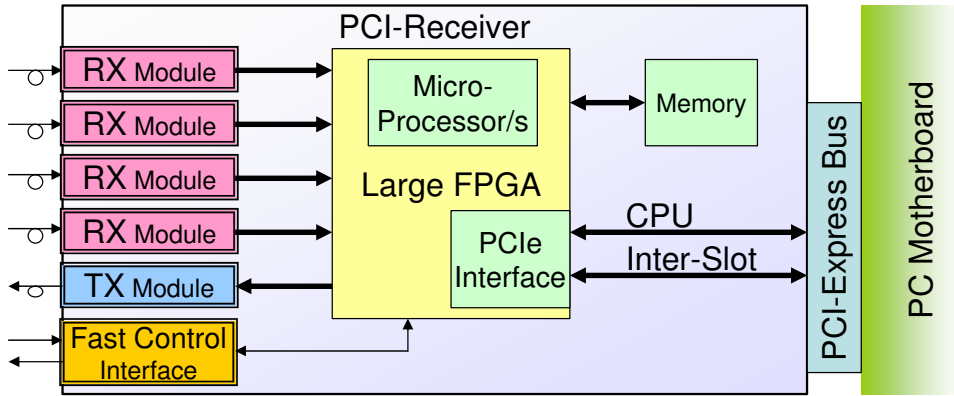 PCI-Receiver
RX Module
RX Module
RX Module
RX Module
TX Module
Fast Control
Interface
Micro-
Processor/s
Large FPGA
PCIe
Interface
Memory
CPU
Inter-Slot
PCI-Express Bus
PC Motherboard